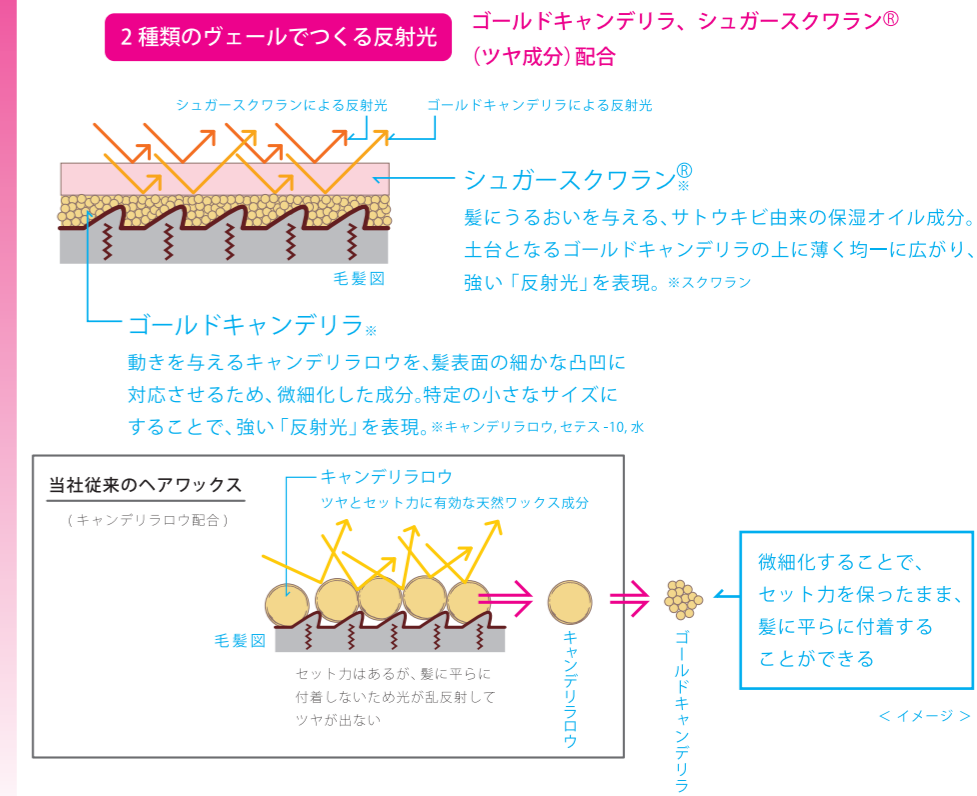 2種類のヴェールでつくる反射光
ゴールドキャンデリラ、シュガースクワラン®
(ツヤ成分)配合
シュガースクワランによる反射光
ゴールドキャンデリラによる反射光
シュガースクワラン®※
髪にうるおいを与える、サトウキビ由来の保湿オイル成分。
土台となるゴールドキャンデリラの上に薄く均一に広がり、
強い「反射光」を表現。※スクワラン
毛髪図
ゴールドキャンデリラ※
動きを与えるキャンデリラロウを、髪表面の細かな凸凹に
対応させるため、微細化した成分。特定の小さなサイズに
することで、強い「反射光」を表現。※キャンデリラロウ,セテス-10,水
当社従来のヘアワックス
(キャンデリラロウ配合)
キャンデリラロウ
ツヤとセット力に有効な天然ワックス成分
毛髪図
セット力はあるが、髪に平らに
付着しないため光が乱反射して
ツヤが出ない
キャンデリラロウ
ゴールドキャンデリラ
微細化することで、
セット力を保ったまま、
髪に平らに付着する
ことができる
＜イメージ＞